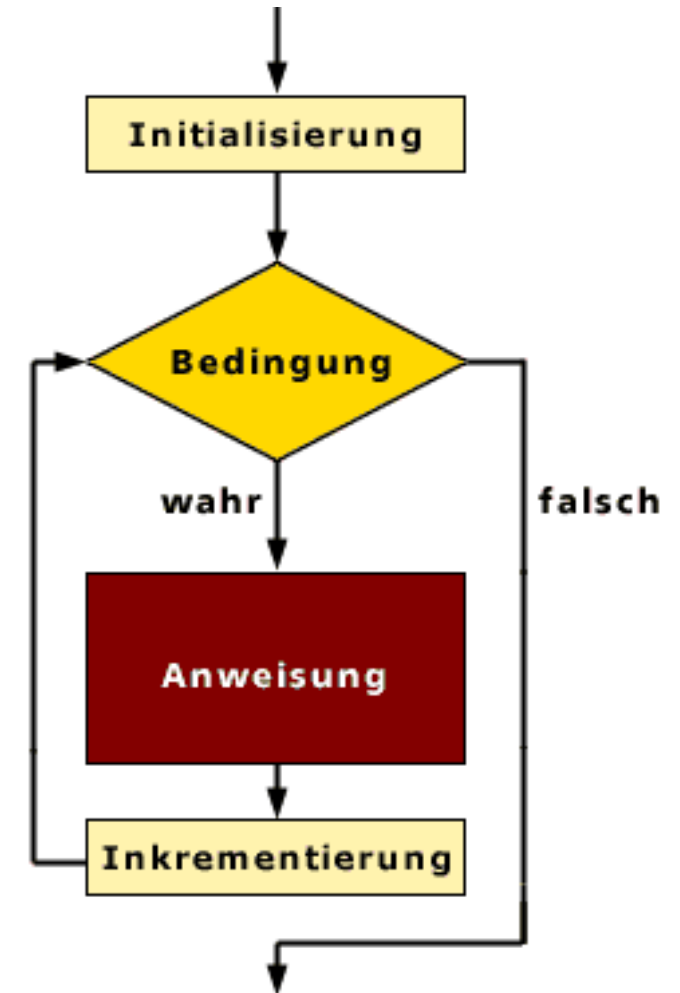 Initialisierung
Bedingung
wahr
falsch
Anweisung
Inkrementierung